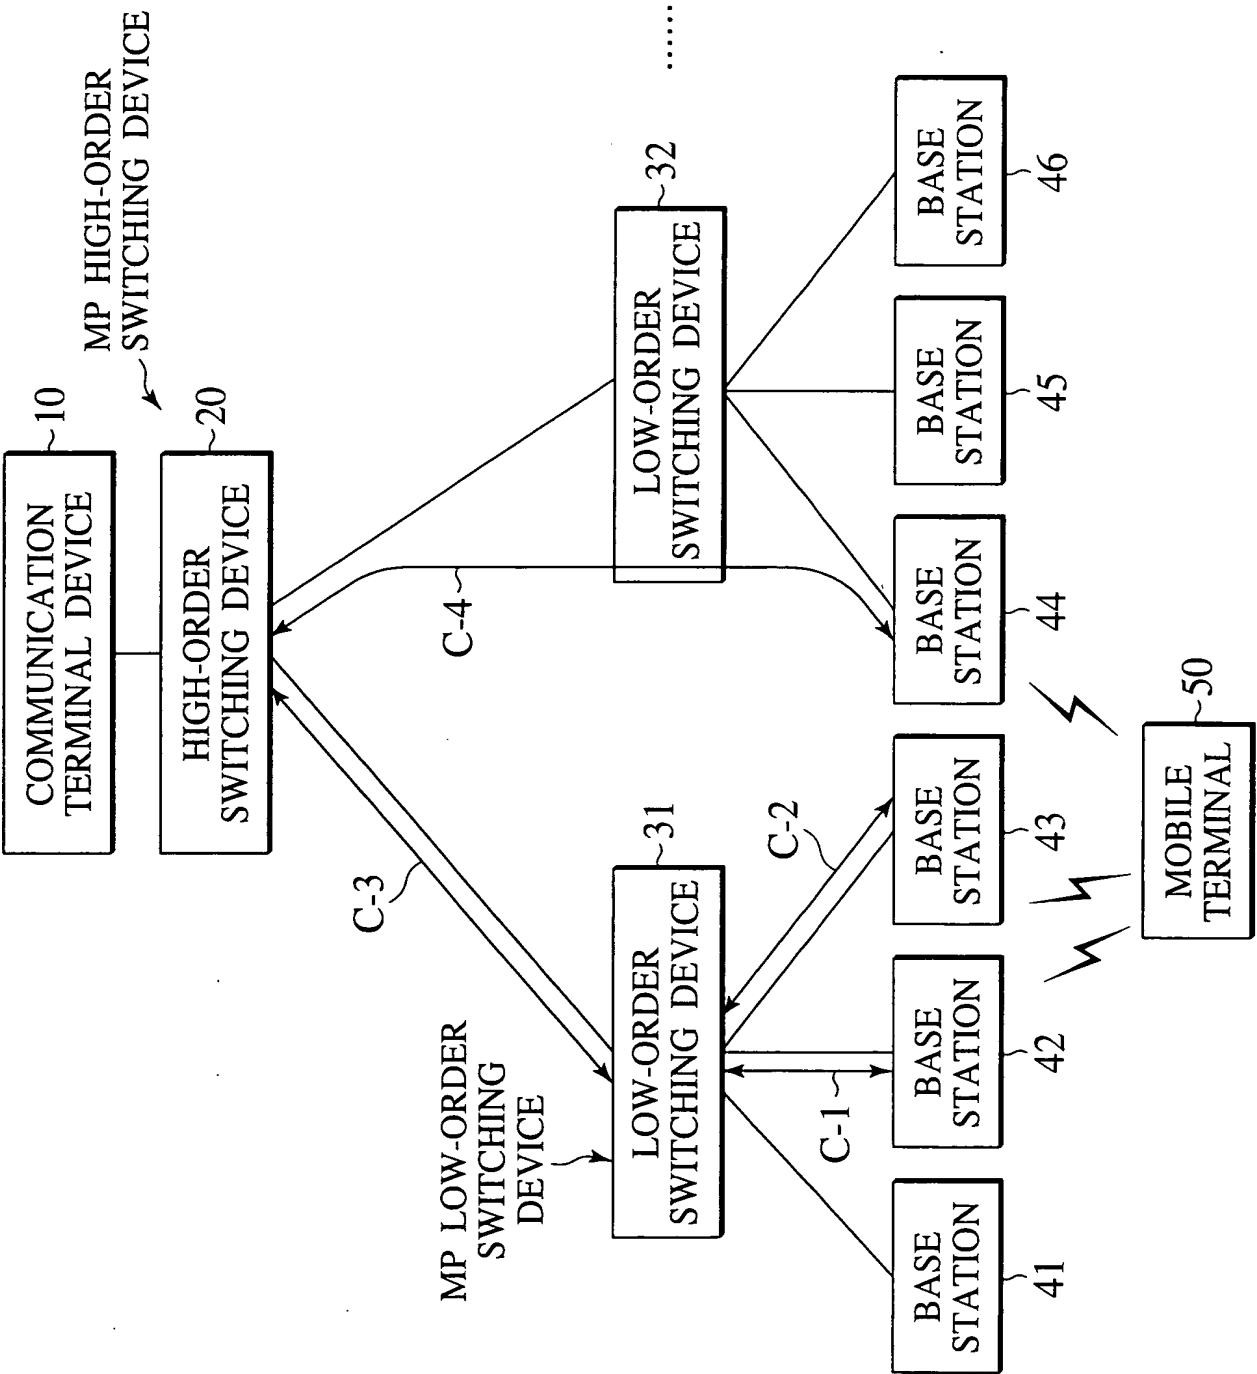 COMMUNICATION
TERMINAL DEVICE
10
MP HIGH-ORDER
SWITCHING DEVICE
HIGH-ORDER
SWITCHING DEVICE
20
C-3
C-4
MP LOW-ORDER
SWITCHING
DEVICE
LOW-ORDER
SWITCHING DEVICE
31
LOW-ORDER
SWITCHING DEVICE
32
......
C-1
C-2
BASE
STATION
41
BASE
STATION
42
BASE
STATION
43
BASE
STATION
44
BASE
STATION
45
BASE
STATION
46
MOBILE
TERMINAL
50